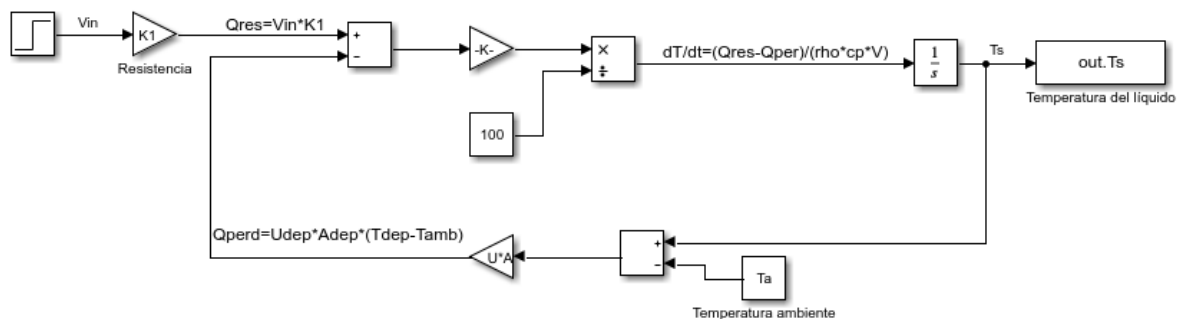 Vin
K1
Resistencia
Qres=Vin*K1
+
−
-K-
×
÷
100
dT/dt=(Qres-Qper)/(rho*cp*V)
1
s
Ts
out.Ts
Temperatura del líquido
Qperd=Udep*Adep*(Tdep-Tamb)
U*A
+
−
Ta
Temperatura ambiente